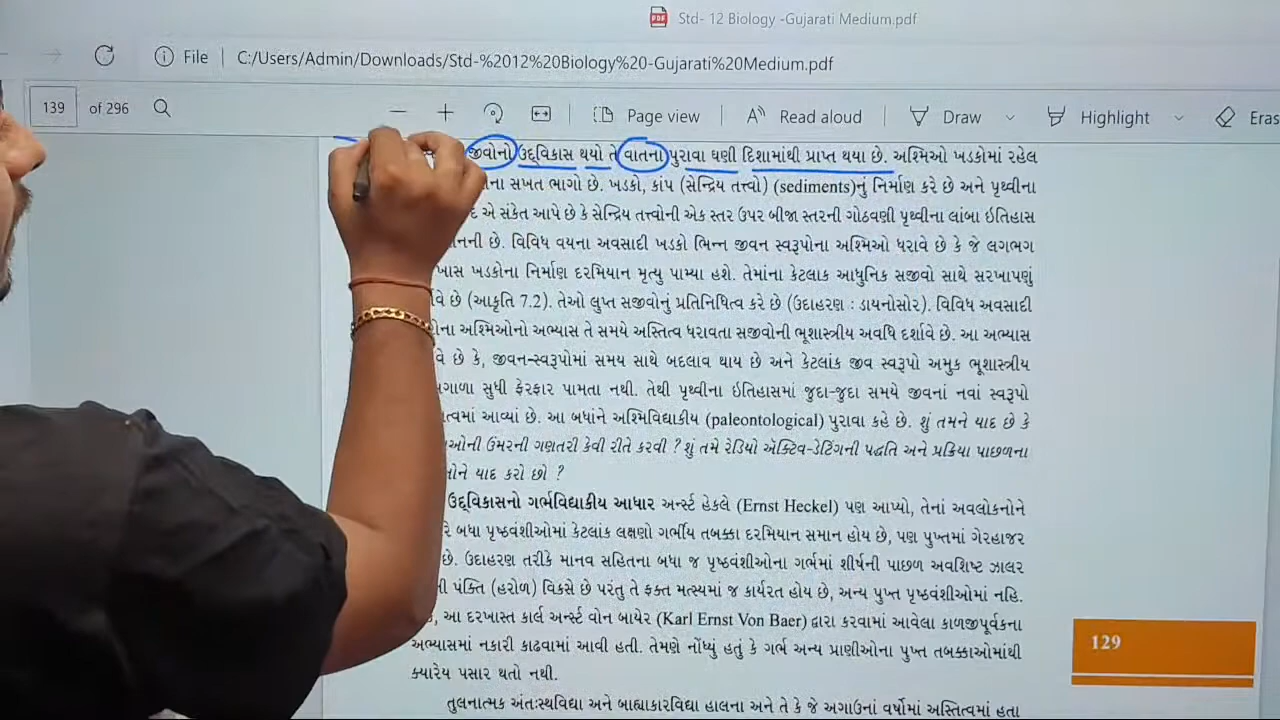 Std- 12 Biology -Gujarati Medium.pdf
File | C:/Users/Admin/Downloads/Std-%2012%20Biology%20-Gujarati%20Medium.pdf
139 of 296 Page view Read aloud Draw Highlight Eras
જીવોનો ઉદ્દવિકાસ થયો તે વાતના પુરાવા ઘણી દિશામાંથી પ્રાપ્ત થયા છે. અશ્મિઓ ખડકોમાં રહેલ
ના સખત ભાગો છે. ખડકો, કાંપ (સેન્દ્રિય તત્ત્વો) (sediments)નું નિર્માણ કરે છે અને પૃથ્વીના
એ સંકેત આપે છે કે સેન્દ્રિય તત્ત્વોની એક સ્તર ઉપર બીજા સ્તરની ગોઠવણી પૃથ્વીના લાંબા ઇતિહાસ
નની છે. વિવિધ વયના અવસાદી ખડકો ભિન્ન જીવન સ્વરૂપોના અશ્મિઓ ધરાવે છે કે જે લગભગ
ખાસ ખડકોના નિર્માણ દરમિયાન મૃત્યુ પામ્યા હશે. તેમાંના કેટલાક આધુનિક સજીવો સાથે સરખાપણું
વે છે (આકૃતિ 7.2). તેઓ લુપ્ત સજીવોનું પ્રતિનિધિત્વ કરે છે (ઉદાહરણ : ડાયનોસોર). વિવિધ અવસાદી
ના અશ્મિઓનો અભ્યાસ તે સમયે અસ્તિત્વ ધરાવતા સજીવોની ભૂશાસ્ત્રીય અવધિ દર્શાવે છે. આ અભ્યાસ
વે છે કે, જીવન-સ્વરૂપોમાં સમય સાથે બદલાવ થાય છે અને કેટલાંક જીવ સ્વરૂપો અમુક ભૂશાસ્ત્રીય
ગાળા સુધી ફેરફાર પામતા નથી. તેથી પૃથ્વીના ઇતિહાસમાં જુદા-જુદા સમયે જીવનાં નવાં સ્વરૂપો
ત્વમાં આવ્યાં છે. આ બધાંને અશ્મિવિદ્યાકીય (paleontological) પુરાવા કહે છે. શું તમને યાદ છે કે
ઓની ઉંમરની ગણતરી કેવી રીતે કરવી ? શું તમે રેડિયો ઍક્ટિવ-ડેટિંગની પદ્ધતિ અને પ્રક્રિયા પાછળના
ને યાદ કરો છો ?
ઉદ્દવિકાસનો ગર્ભવિદ્યાકીય આધાર અર્ન્સ્ટ હેકલે (Ernst Heckel) પણ આપ્યો, તેનાં અવલોકનોને
રે બધા પૃષ્ઠવંશીઓમાં કેટલાંક લક્ષણો ગર્ભીય તબક્કા દરમિયાન સમાન હોય છે, પણ પુખ્તમાં ગેરહાજર
છે. ઉદાહરણ તરીકે માનવ સહિતના બધા જ પૃષ્ઠવંશીઓના ગર્ભમાં શીર્ષની પાછળ અવશિષ્ટ ઝાલર
ની પંક્તિ (હરોળ) વિકસે છે પરંતુ તે ફક્ત મત્સ્યમાં જ કાર્યરત હોય છે, અન્ય પુખ્ત પૃષ્ઠવંશીઓમાં નહિ.
આ દરખાસ્ત કાર્લ અર્ન્સ્ટ વોન બાયેર (Karl Ernst Von Baer) દ્વારા કરવામાં આવેલા કાળજીપૂર્વકના
અભ્યાસમાં નકારી કાઢવામાં આવી હતી. તેમણે નોંધ્યું હતું કે ગર્ભ અન્ય પ્રાણીઓના પુખ્ત તબક્કાઓમાંથી
ક્યારેય પસાર થતો નથી.
129
તુલનાત્મક અંતઃસ્થવિદ્યા અને બાહ્યાકારવિદ્યા હાલના અને તે કે જે અગાઉનાં વર્ષોમાં અસ્તિત્વમાં હતા